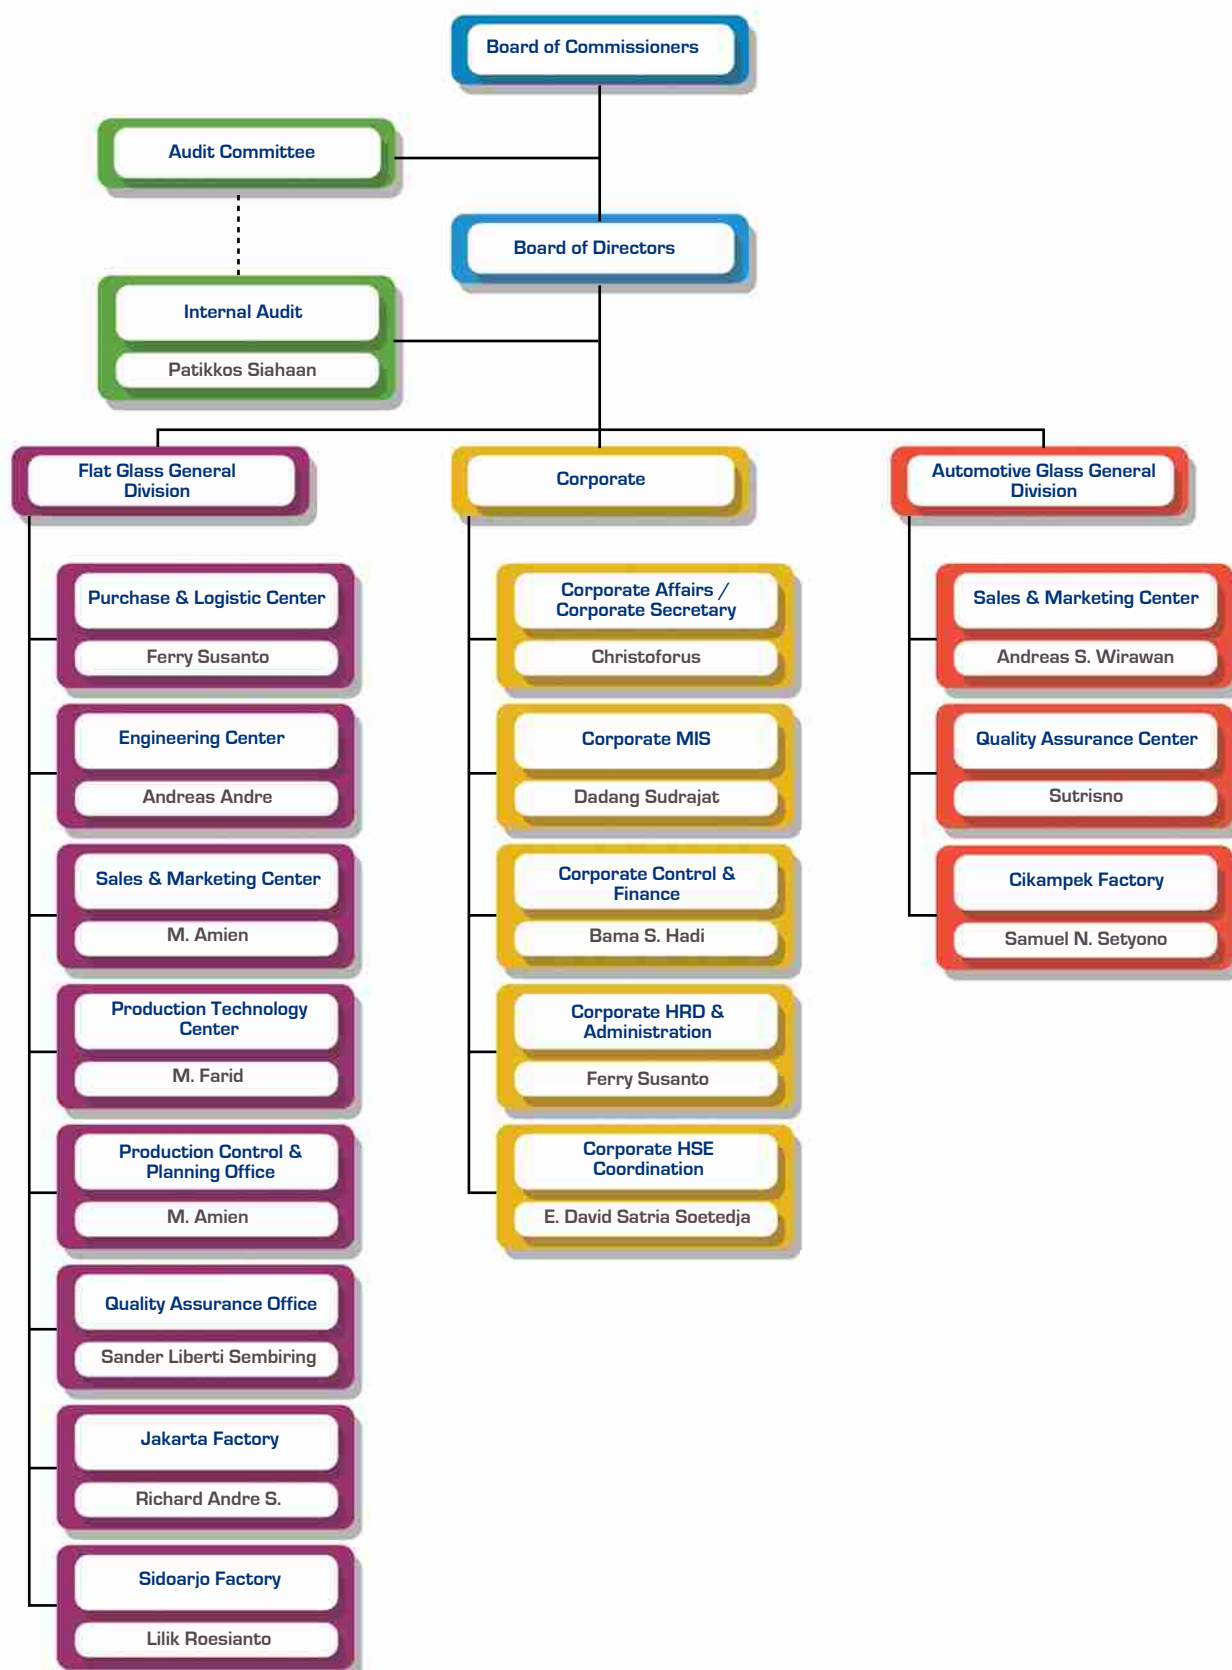 Board of Commissioners
Audit Committee
Board of Directors
Internal Audit
Patikkos Siahaan
Flat Glass General
Division
Purchase & Logistic Center
Ferry Susanto
Engineering Center
Andreas Andre
Sales & Marketing Center
M. Amien
Production Technology
Center
M. Farid
Production Control &
Planning Office
M. Amien
Quality Assurance Office
Sander Liberti Sembiring
Jakarta Factory
Richard Andre S.
Sidoarjo Factory
Lilik Roesianto
Corporate
Corporate Affairs /
Corporate Secretary
Christoforus
Corporate MIS
Dadang Sudrajat
Corporate Control &
Finance
Bama S. Hadi
Corporate HRD &
Administration
Ferry Susanto
Corporate HSE
Coordination
E. David Satria Soetedja
Automotive Glass General
Division
Sales & Marketing Center
Andreas S. Wirawan
Quality Assurance Center
Sutrisno
Cikampek Factory
Samuel N. Setyono